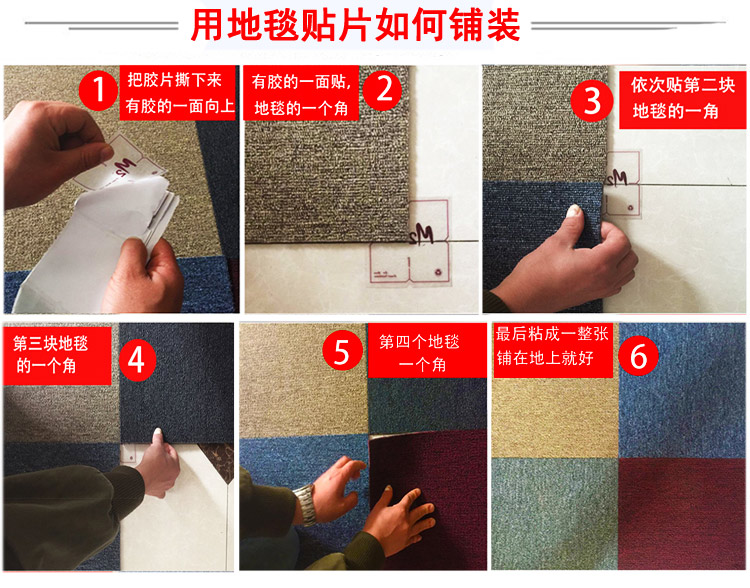 用地毯贴片如何铺装
1
把胶片撕下来
有胶的一面向上
有胶的一面贴,
地毯的一个角
2
3
依次贴第二块
地毯的一角
第三块地毯
的一个角
4
5
第四个地毯
一个角
最后粘成一整张
铺在地上就好
6